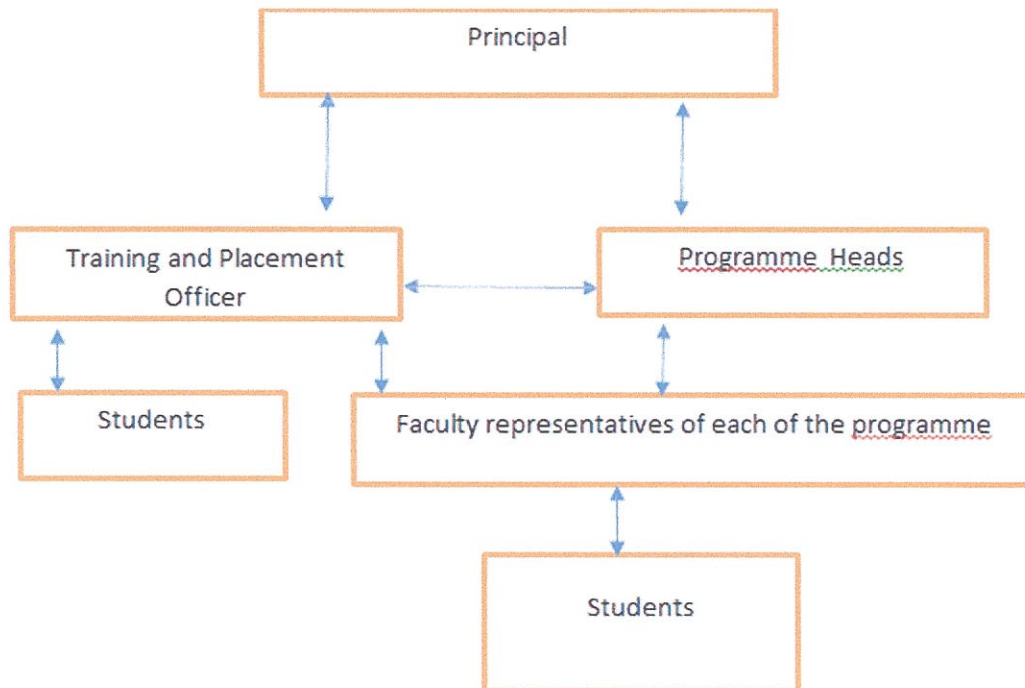 Principal
Training and Placement
Officer
Programme Heads
Students
Faculty representatives of each of the programme
Students